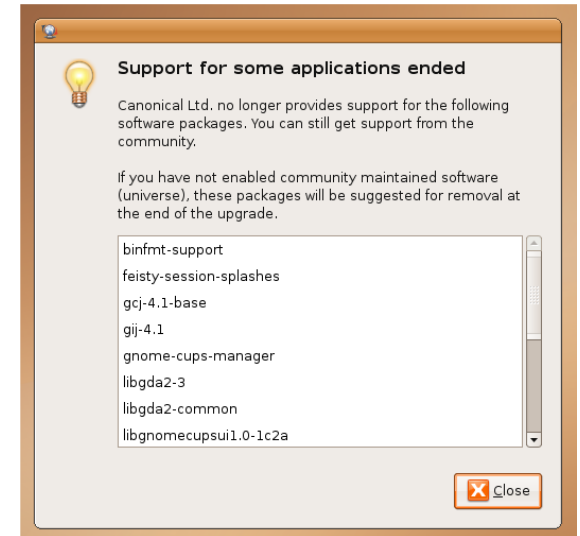 Support for some applications ended
Canonical Ltd. no longer provides support for the following
software packages. You can still get support from the
community.
If you have not enabled community maintained software
(universe), these packages will be suggested for removal at
the end of the upgrade.
binfmt-support
feisty-session-splashes
gcj-4.1-base
gij-4.1
gnome-cups-manager
libgda2-3
libgda2-common
libgnomecupsui1.0-1c2a
Close